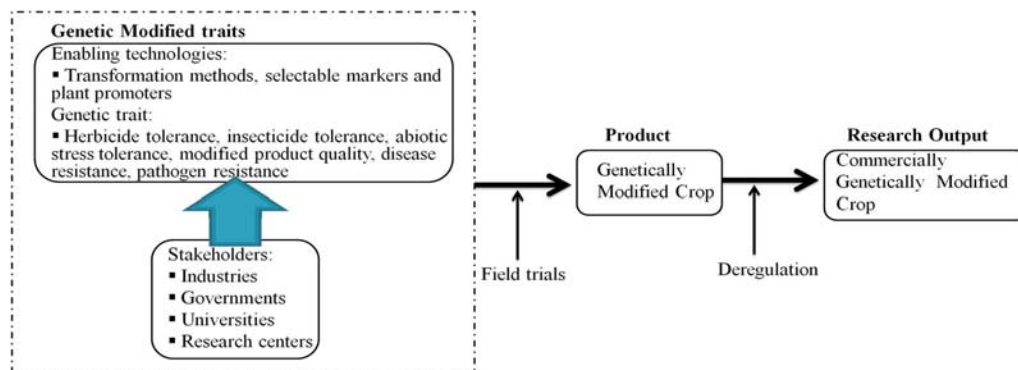 Genetic Modified traits
Enabling technologies:
▪ Transformation methods, selectable markers and
plant promoters
Genetic trait:
▪ Herbicide tolerance, insecticide tolerance, abiotic
stress tolerance, modified product quality, disease
resistance, pathogen resistance
Stakeholders:
▪ Industries
▪ Governments
▪ Universities
▪ Research centers
Field trials
Product
Genetically
Modified Crop
Deregulation
Research Output
Commercially
Genetically Modified
Crop